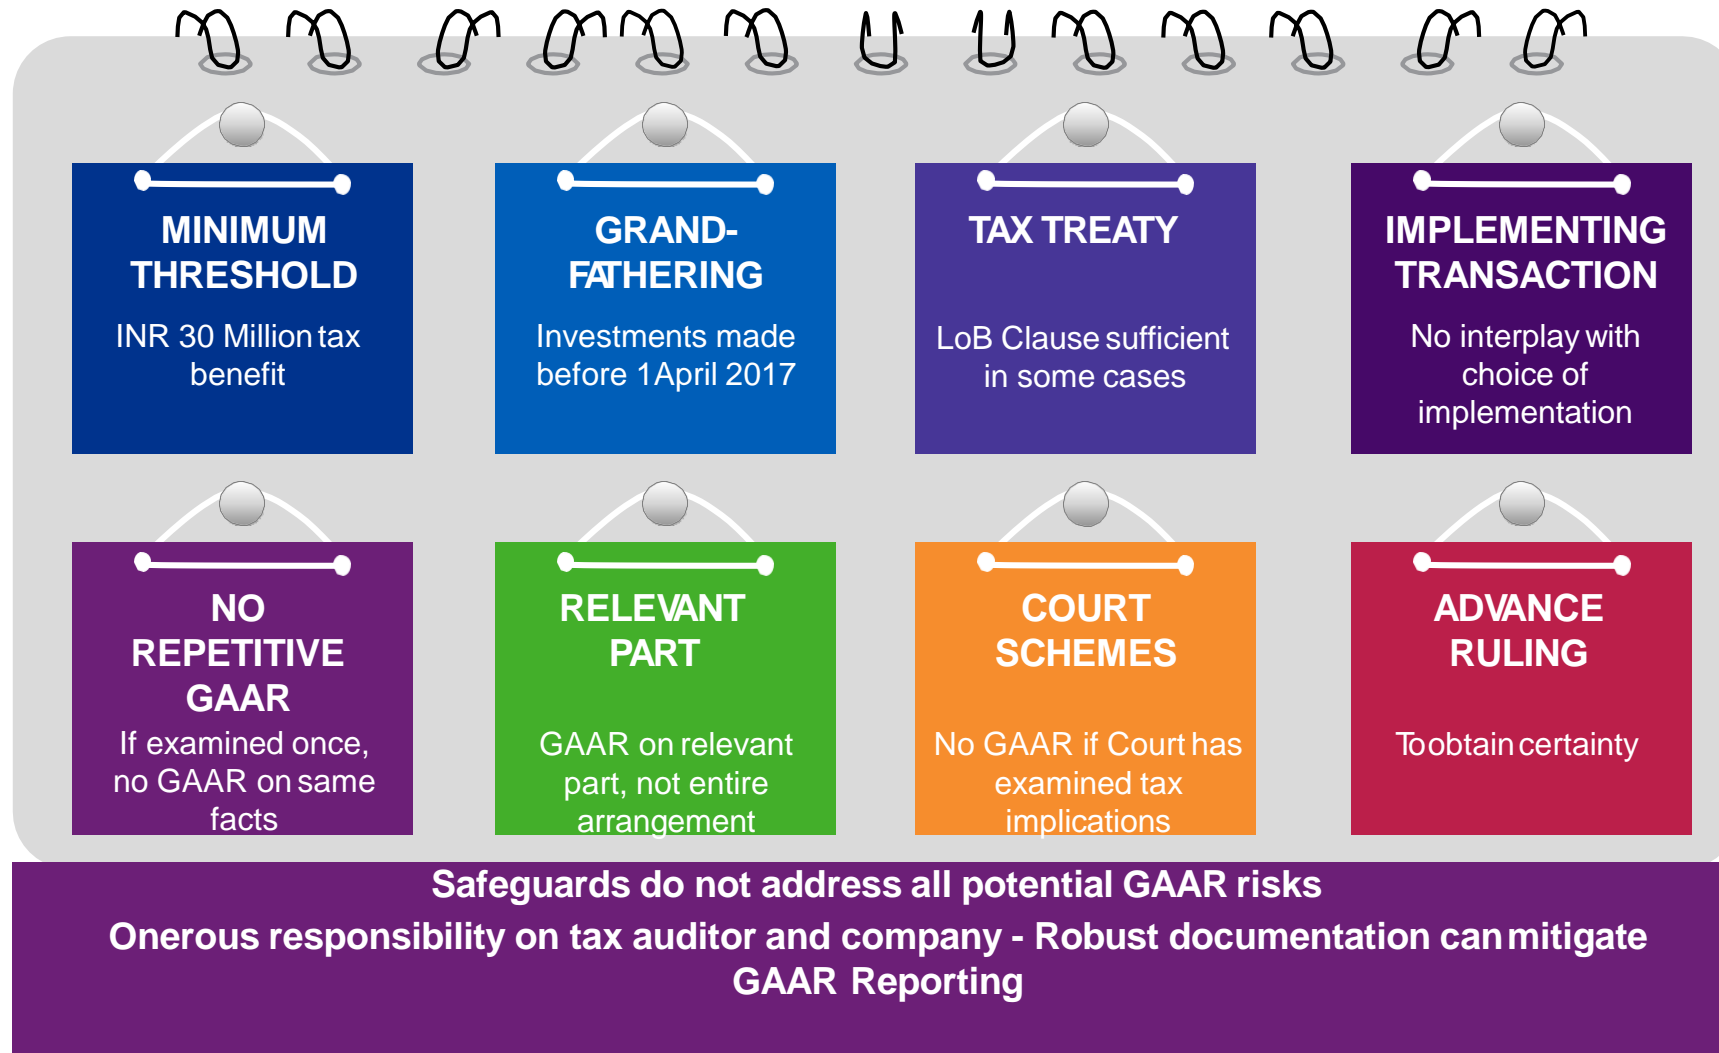 MINIMUM
THRESHOLD
INR 30 Million tax
benefit
GRAND-
FATHERING
Investments made
before 1 April 2017
TAX TREATY
LoB Clause sufficient
in some cases
IMPLEMENTING
TRANSACTION
No interplay with
choice of
implementation
NO
REPETITIVE
GAAR
If examined once,
no GAAR on same
facts
RELEVANT
PART
GAAR on relevant
part, not entire
arrangement
COURT
SCHEMES
No GAAR if Court has
examined tax
implications
ADVANCE
RULING
To obtain certainty
Safeguards do not address all potential GAAR risks
Onerous responsibility on tax auditor and company - Robust documentation can mitigate
GAAR Reporting